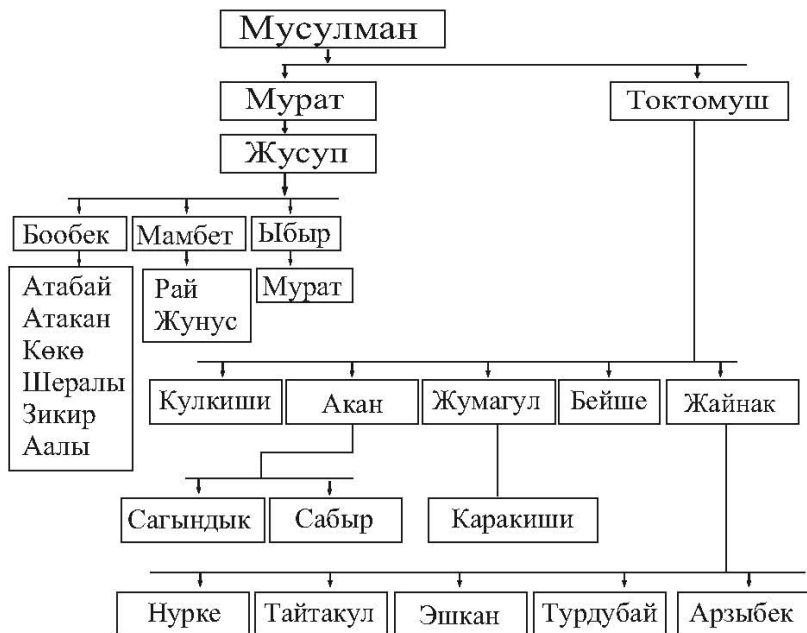 Мусулман
Мурат
Токтомуш
Жусуп
Бообек
Мамбет
Ыбыр
Атабай
Атакан
Көкө
Шералы
Зикир
Аалы
Рай
Жунус
Мурат
Кулкиши
Акан
Жумагул
Бейше
Жайнак
Сагындык
Сабыр
Каракиши
Нурке
Тайтакул
Эшкан
Турдубай
Арзыбек